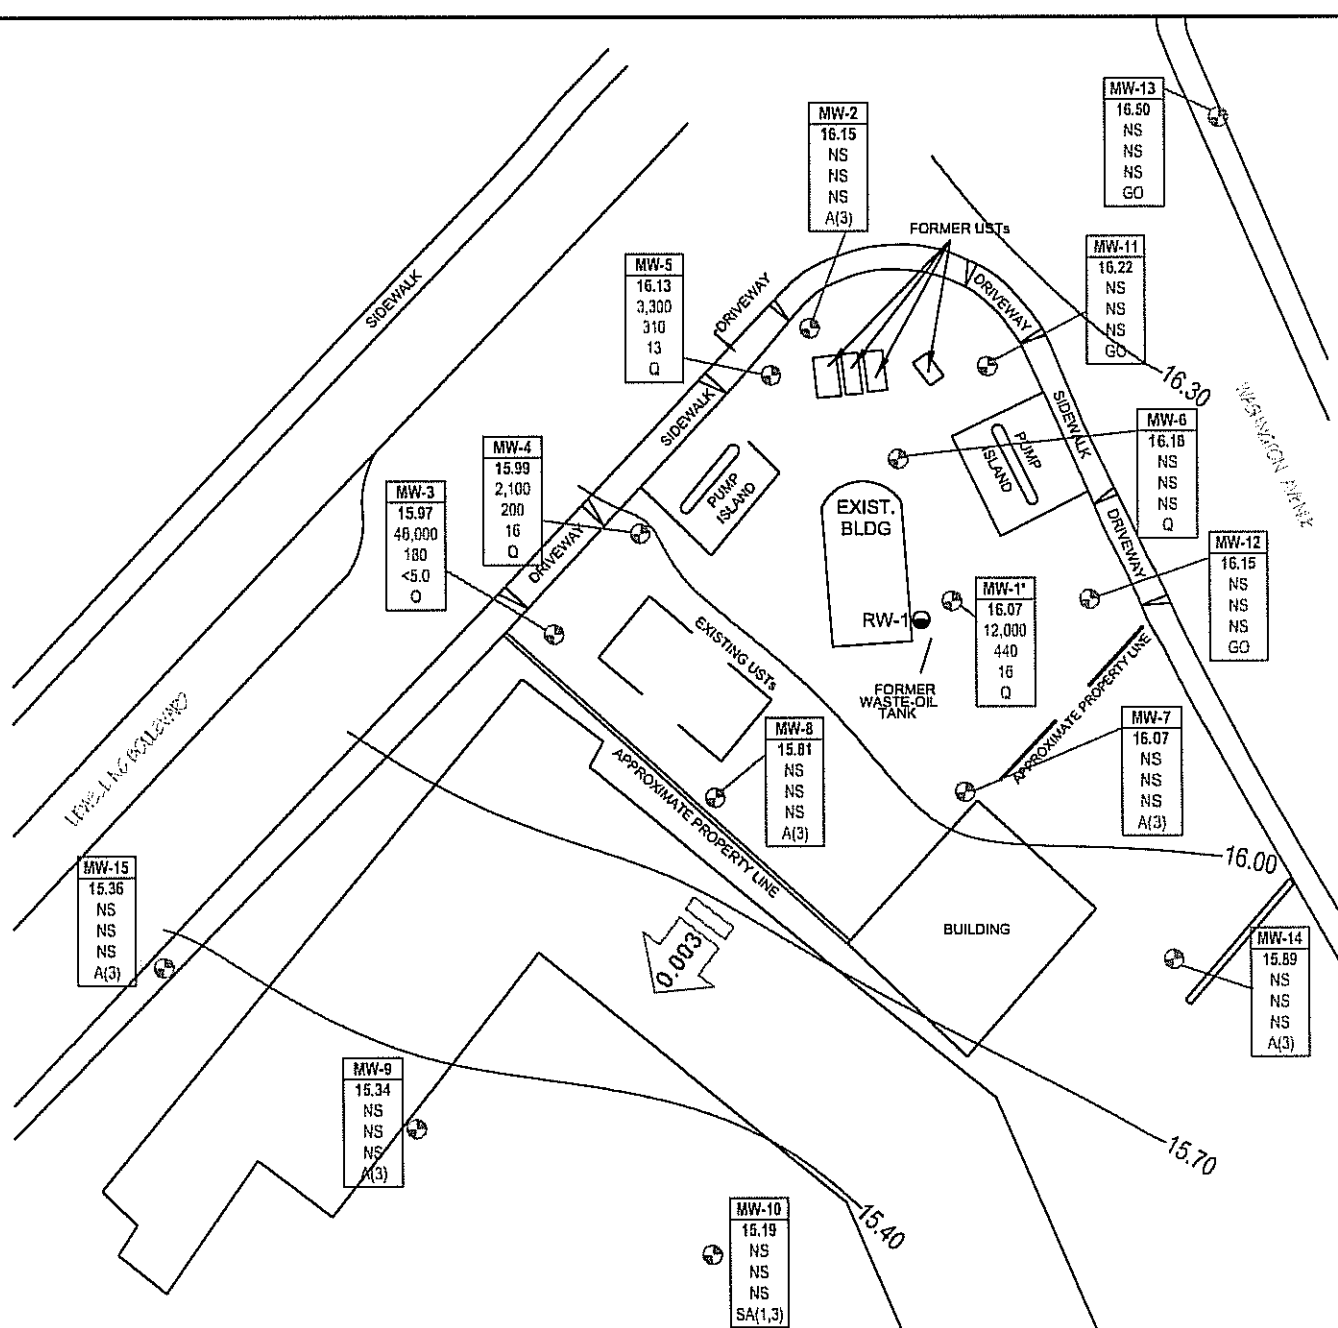 MW-13
16.50
NS
NS
NS
GO
MW-2
16.15
NS
NS
NS
A(3)
FORMER USTs
MW-11
16.22
NS
NS
NS
GO
MW-5
16.13
3,300
310
13
Q
SIDEWALK
DRIVEWAY
DRIVEWAY
16.30
SIDEWALK
SIDEWALK
MW-6
16.18
NS
NS
NS
Q
MW-4
15.99
2,100
200
16
Q
PUMP
ISLAND
PUMP
ISLAND
MW-3
15.97
46,000
180
<5.0
Q
EXIST.
BLDG
DRIVEWAY
DRIVEWAY
MW-12
16.15
NS
NS
NS
GO
MW-1*
16.07
12,000
440
16
Q
RW-1
EXISTING USTs
FORMER
WASTE-OIL
TANK
APPROXIMATE PROPERTY LINE
MW-7
16.07
NS
NS
NS
A(3)
MW-8
15.81
NS
NS
NS
A(3)
APPROXIMATE PROPERTY LINE
16.00
MW-15
15.36
NS
NS
NS
A(3)
0.003
BUILDING
MW-14
15.89
NS
NS
NS
A(3)
MW-9
15.34
NS
NS
NS
A(3)
15.70
15.40
MW-10
15.19
NS
NS
NS
SA(1,3)